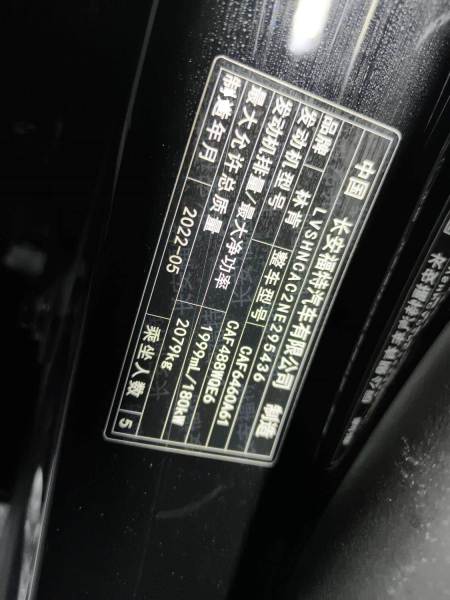 中国 长安福特汽车有限公司 制造
LVSHNCAC2NE295436
品牌 林肯 整车型号 CAF6460A61
发动机型号 CAF488WQE6
发动机排量/最大净功率 1999ml/180kW
最大允许总质量 2079kg
制造年月 2022-05 乘坐人数 5